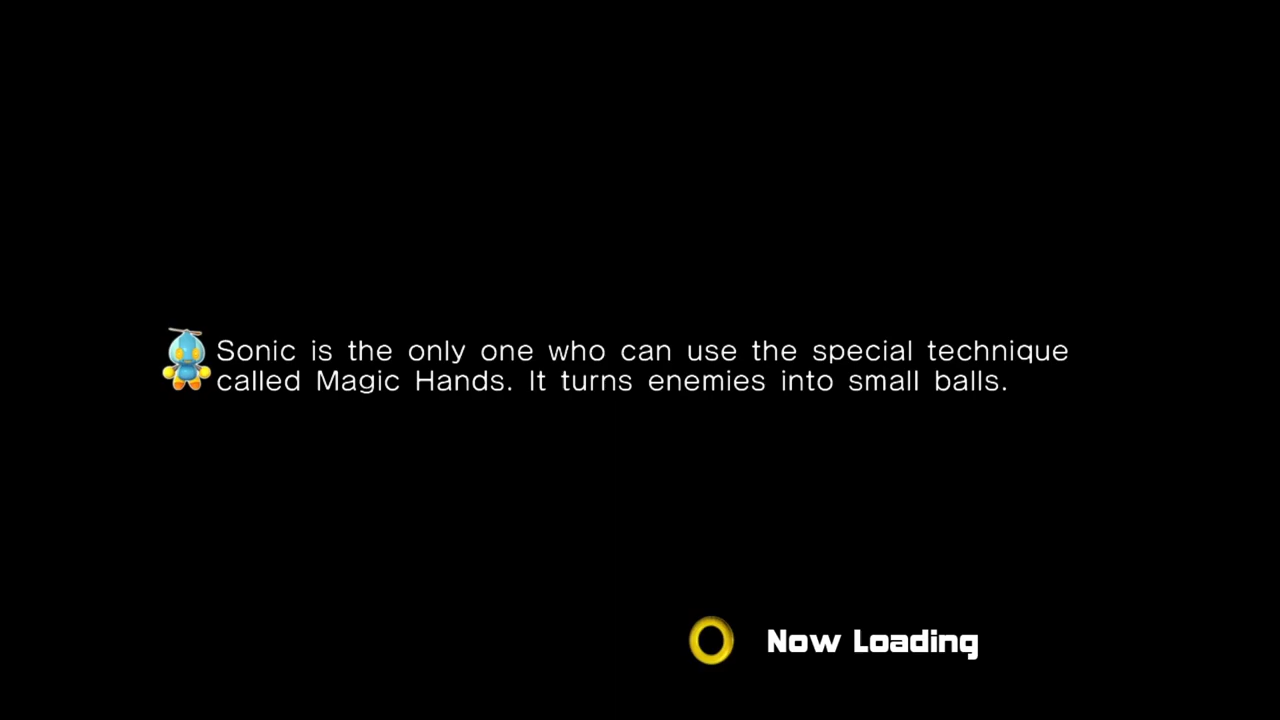 Sonic is the only one who can use the special technique
called Magic Hands. It turns enemies into small balls.
Now Loading